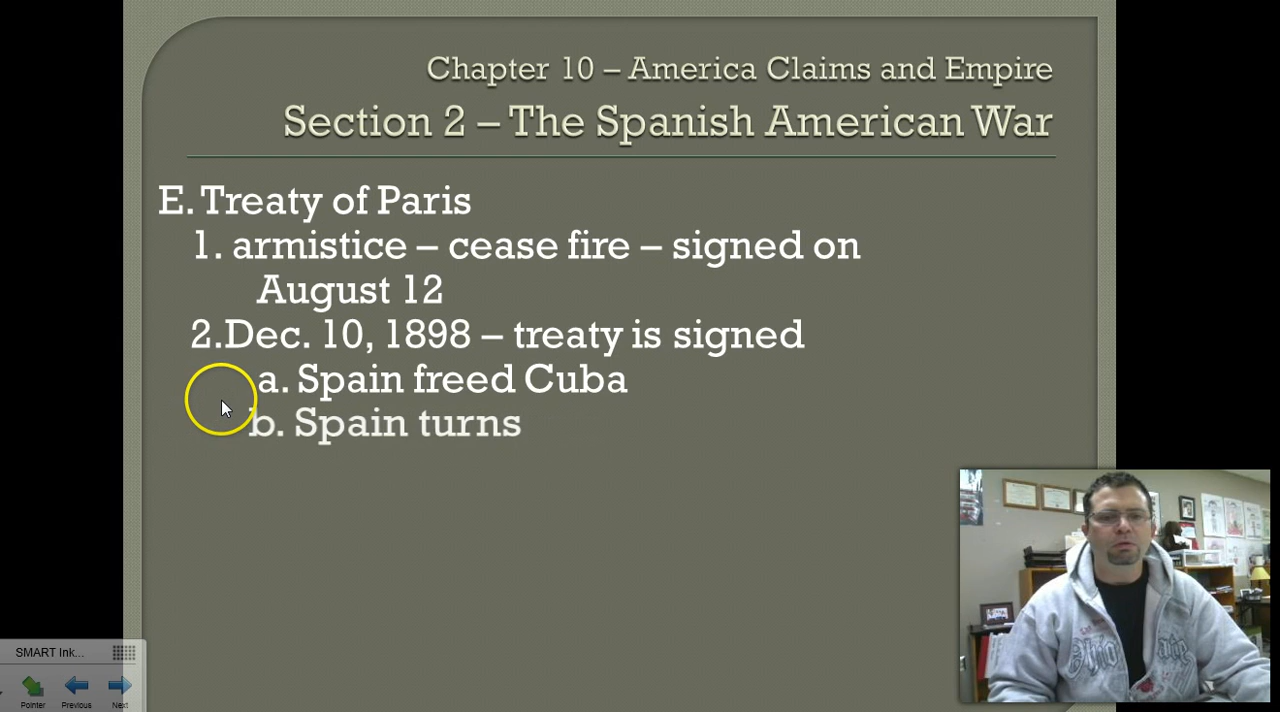 Chapter 10 – America Claims and Empire
Section 2 – The Spanish American War
E. Treaty of Paris
1. armistice – cease fire – signed on
August 12
2.Dec. 10, 1898 – treaty is signed
a. Spain freed Cuba
b. Spain turns
SMART Ink...
Pointer
Previous
Next
Ohio